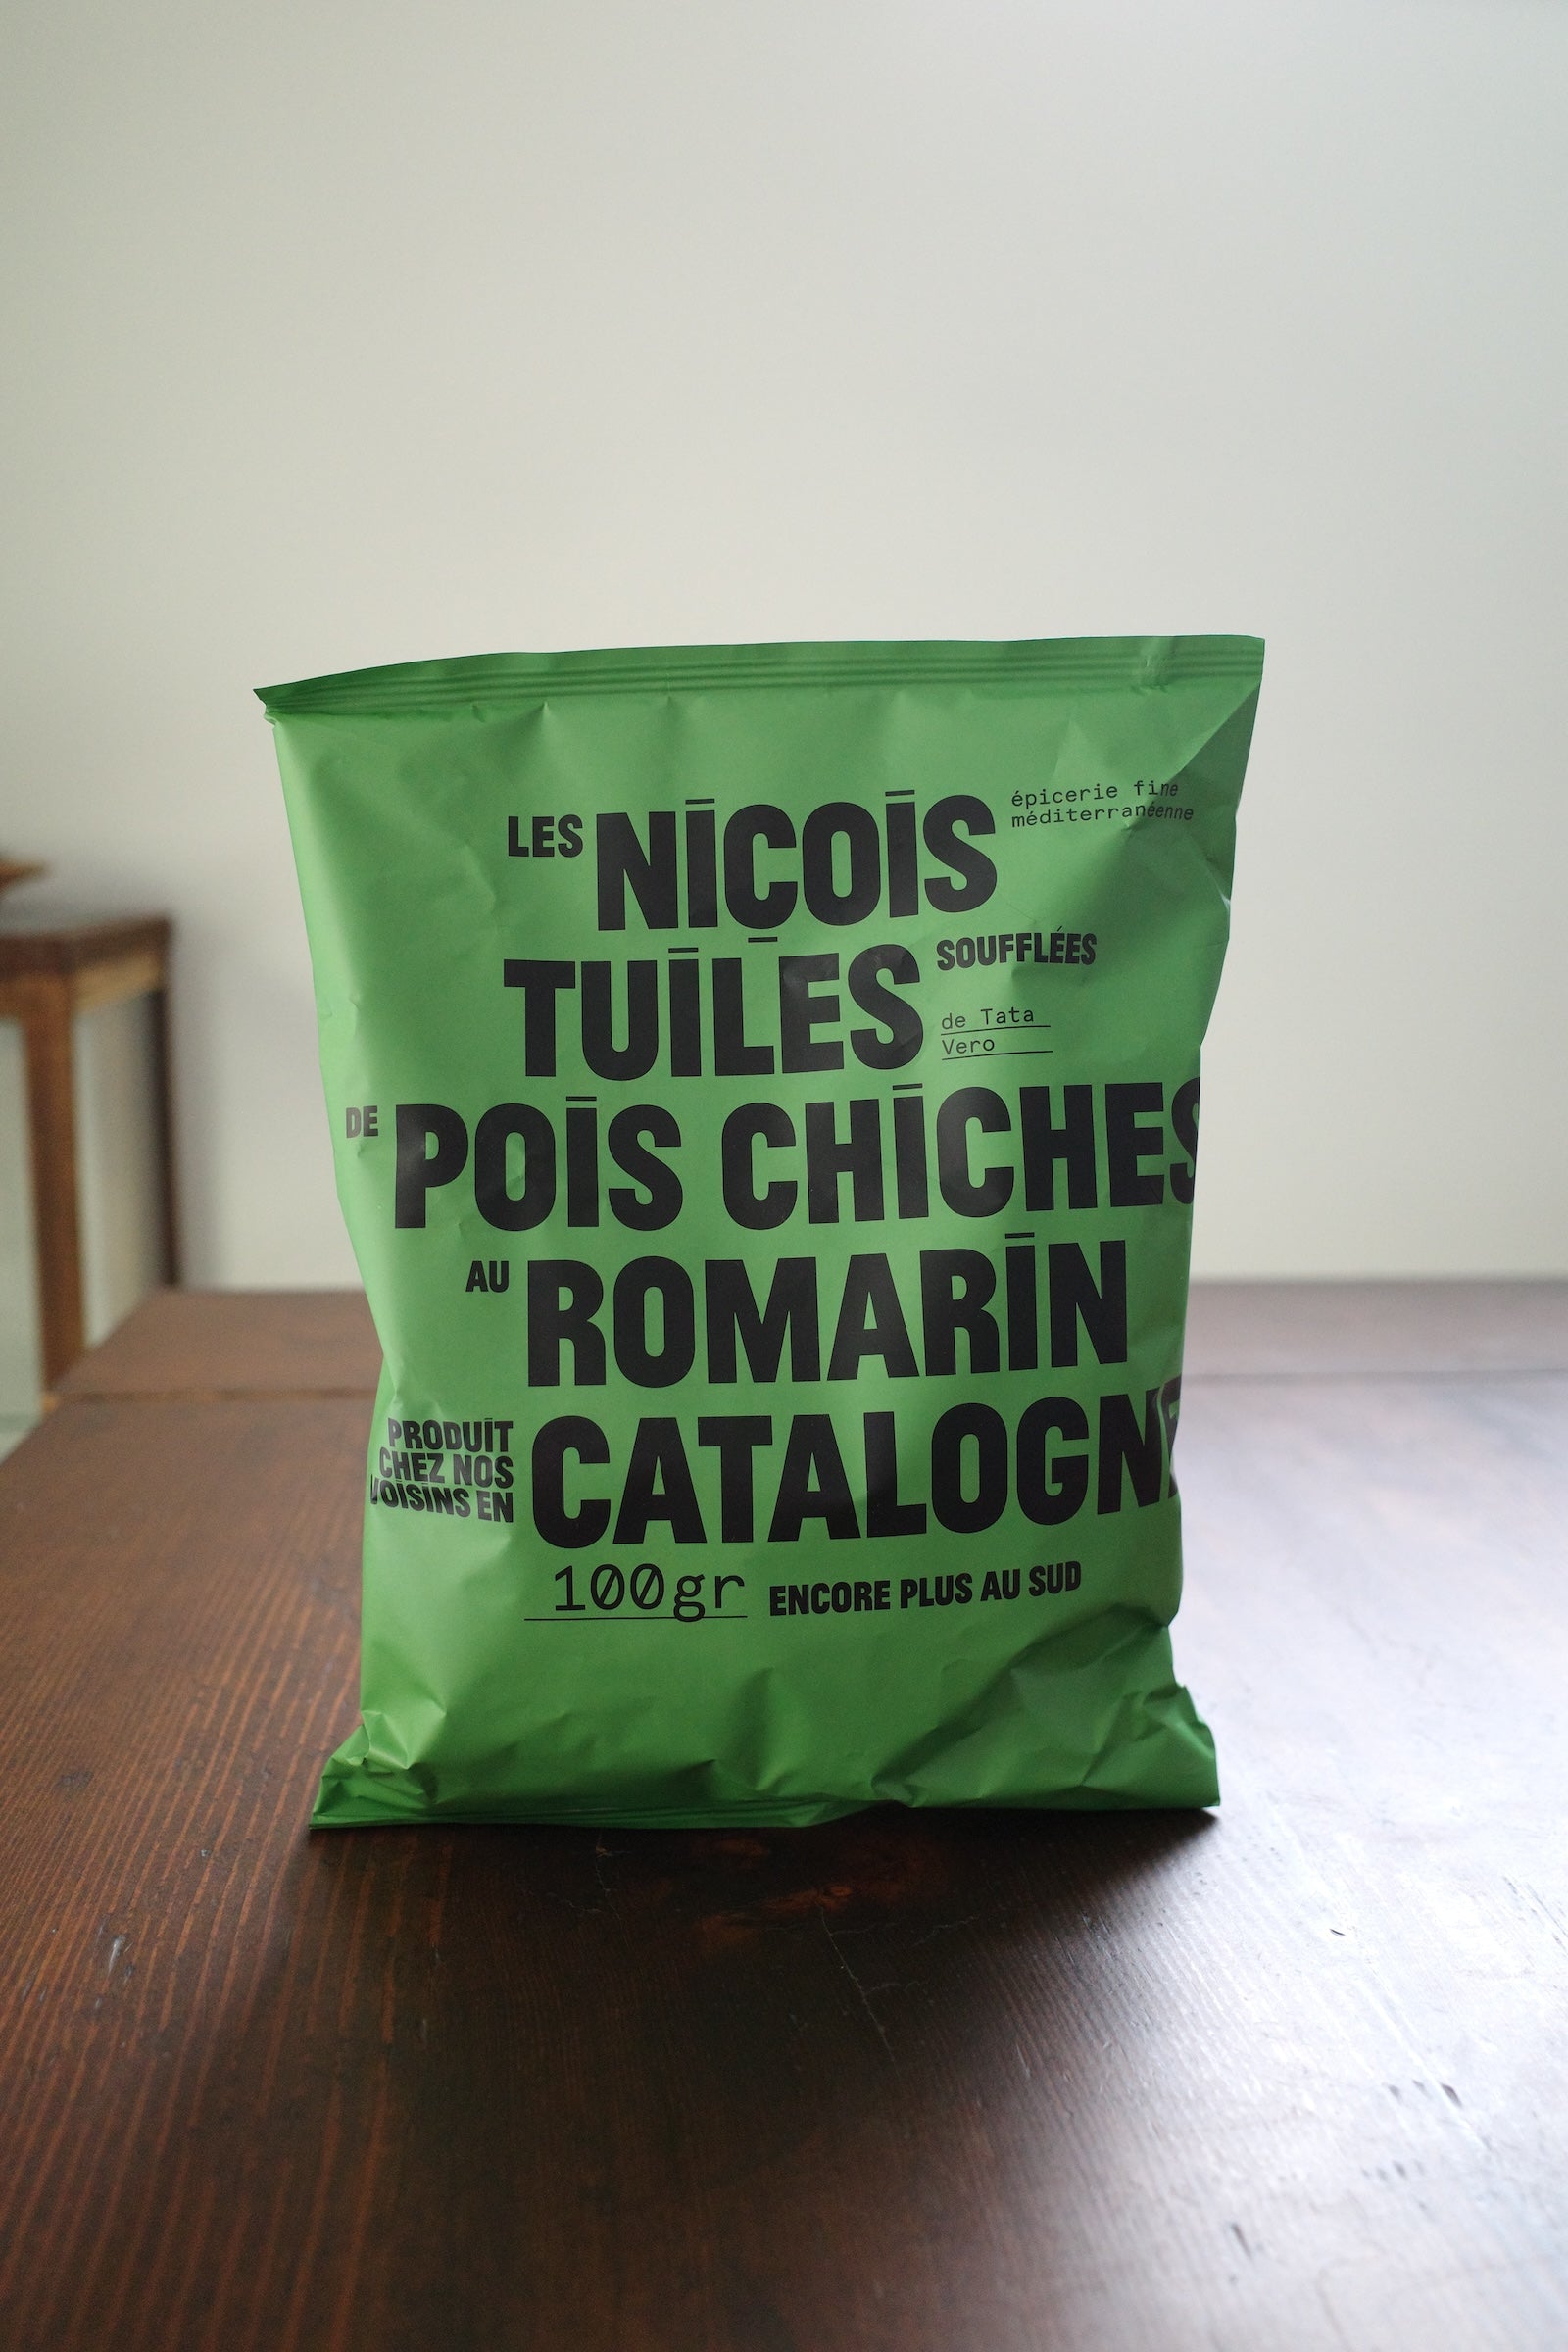 LES NIÇOIS épicerie fine
méditerranéenne
TUILES SOUFFLÉES
de Tata
Vero
DE POIS CHICHES
AU ROMARIN
PRODUIT
CHEZ NOS
VOISINS EN
CATALOGNE
100gr ENCORE PLUS AU SUD